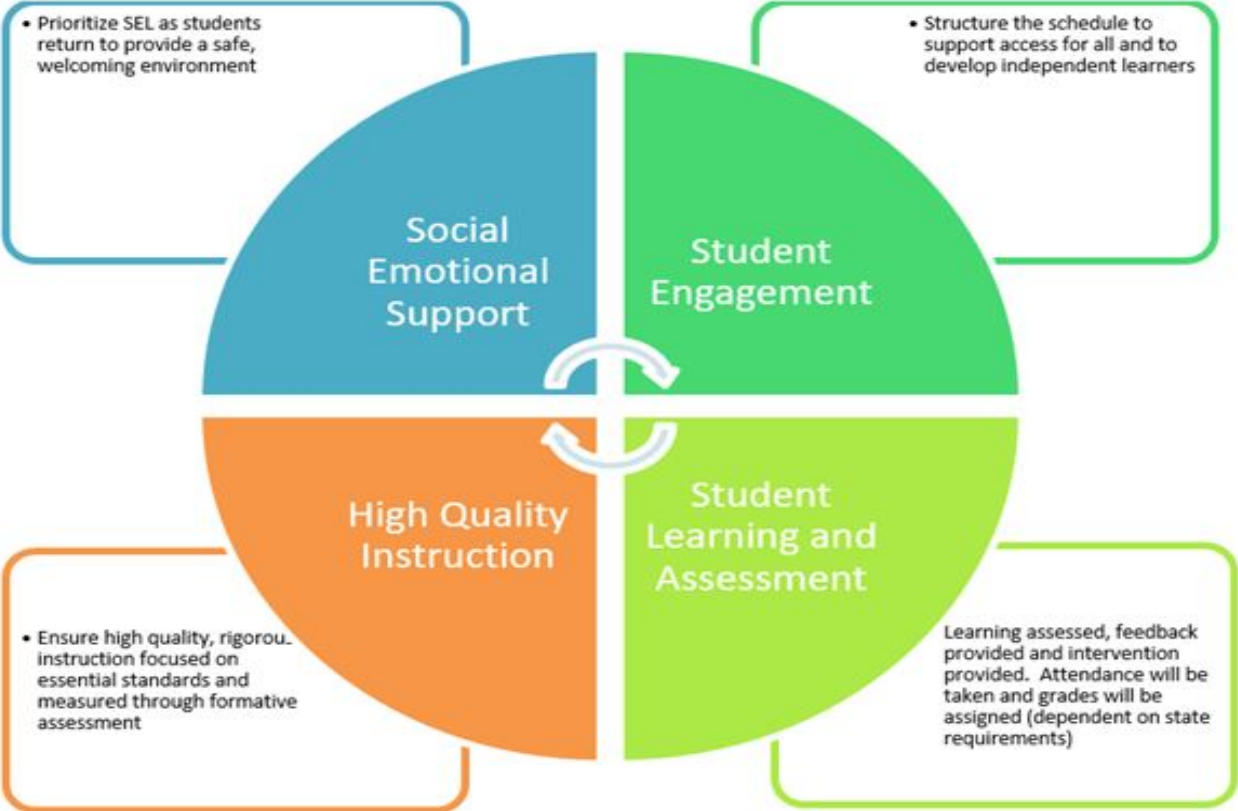 • Prioritize SEL as students
return to provide a safe,
welcoming environment
• Structure the schedule to
support access for all and to
develop independent learners
Social
Emotional
Support
Student
Engagement
High Quality
Instruction
Student
Learning and
Assessment
• Ensure high quality,
instruction focused on
essential standards and
measured through formative
assessment
Learning assessed, feedback
provided and intervention
provided. Attendance will be
taken and grades will be
assigned (dependent on state
requirements)